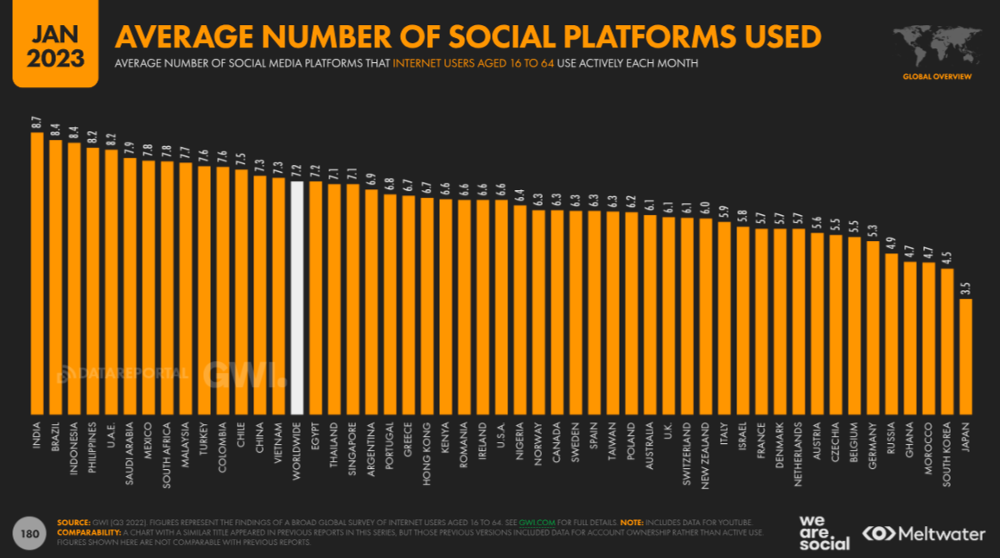 JAN
2023
AVERAGE NUMBER OF SOCIAL PLATFORMS USED
AVERAGE NUMBER OF SOCIAL MEDIA PLATFORMS THAT INTERNET USERS AGED 16 TO 64 USE ACTIVELY EACH MONTH
GLOBAL OVERVIEW
8.7
8.4
8.4
8.2
8.2
7.9
7.8
7.8
7.7
7.6
7.6
7.5
7.3
7.3
7.2
7.2
7.1
7.1
6.9
6.8
6.7
6.7
6.6
6.6
6.6
6.6
6.4
6.3
6.3
6.3
6.3
6.3
6.2
6.1
6.1
6.1
6.0
5.9
5.8
5.7
5.7
5.7
5.6
5.5
5.5
5.3
4.9
4.7
4.7
4.5
3.5
DATAREPORTAL
GWI.
INDIA
BRAZIL
INDONESIA
PHILIPPINES
U.A.E.
SAUDI ARABIA
MEXICO
SOUTH AFRICA
MALAYSIA
TURKEY
COLOMBIA
CHILE
CHINA
VIETNAM
WORLDWIDE
EGYPT
THAILAND
SINGAPORE
ARGENTINA
PORTUGAL
GREECE
HONG KONG
KENYA
ROMANIA
IRELAND
U.S.A.
NIGERIA
NORWAY
CANADA
SWEDEN
SPAIN
TAIWAN
POLAND
AUSTRALIA
U.K.
SWITZERLAND
NEW ZEALAND
ITALY
ISRAEL
FRANCE
DENMARK
NETHERLANDS
AUSTRIA
CZECHIA
BELGIUM
GERMANY
RUSSIA
GHANA
MOROCCO
SOUTH KOREA
JAPAN
180
SOURCE: GWI (Q3 2022). FIGURES REPRESENT THE FINDINGS OF A BROAD GLOBAL SURVEY OF INTERNET USERS AGED 16 TO 64. SEE GWI.COM FOR FULL DETAILS. NOTE: INCLUDES DATA FOR YOUTUBE.
COMPARABILITY: A CHART WITH A SIMILAR TITLE APPEARED IN PREVIOUS REPORTS IN THIS SERIES, BUT THOSE PREVIOUS VERSIONS INCLUDED DATA FOR ACCOUNT OWNERSHIP RATHER THAN ACTIVE USE.
FIGURES SHOWN HERE ARE NOT COMPARABLE WITH PREVIOUS REPORTS.
we
are
social
Meltwater